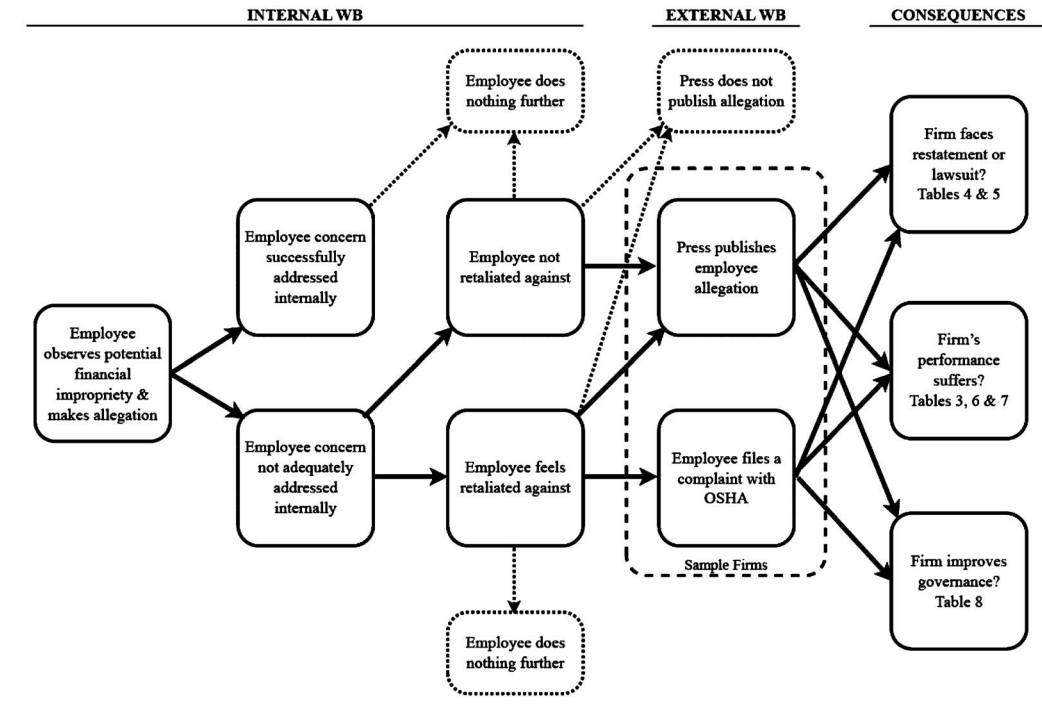 INTERNAL WB
EXTERNAL WB
CONSEQUENCES
Employee does
nothing further
Press does not
publish allegation
Firm faces
restatement or
lawsuit?
Tables 4 & 5
Employee concern
successfully
addressed
internally
Employee not
retaliated against
Press publishes
employee
allegation
Employee
observes potential
financial
impropriety &
makes allegation
Firm’s
performance
suffers?
Tables 3, 6 & 7
Employee concern
not adequately
addressed
internally
Employee feels
retaliated against
Employee files a
complaint with
OSHA
Sample Firms
Firm improves
governance?
Table 8
Employee does
nothing further